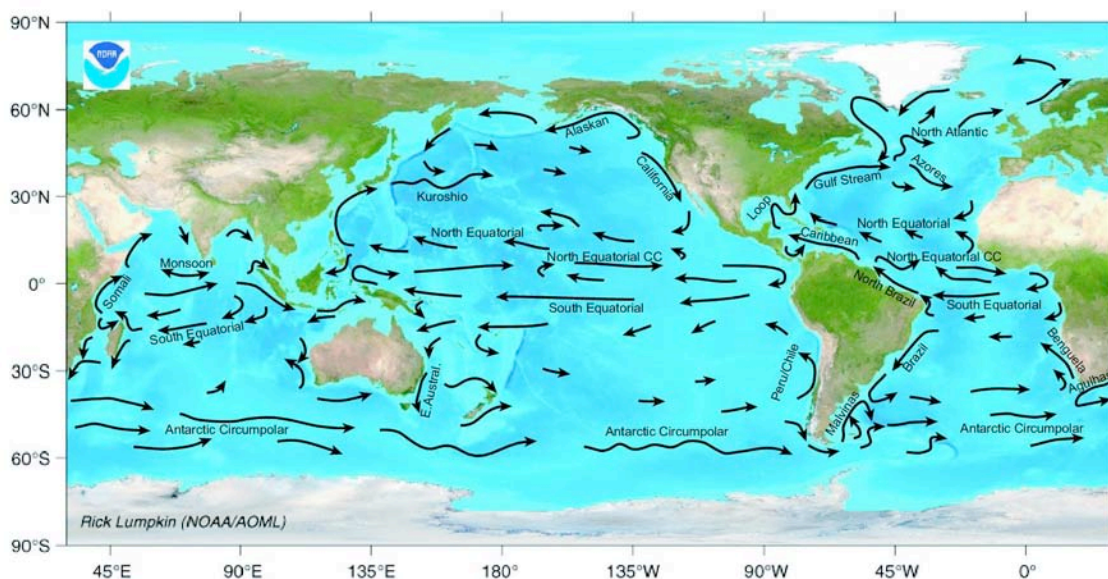 90°N
NOAA
60°N
Alaskan
North Atlantic
California
Gulf Stream
Azores
30°N
Kuroshio
Loop
North Equatorial
North Equatorial
Caribbean
Monsoon
North Equatorial CC
North Equatorial CC
0°
Somali
North Brazil
South Equatorial
South Equatorial
South Equatorial
Benguela
Brazil
30°S
E.Austral.
Peru/Chile
Agulhas
Malvinas
Antarctic Circumpolar
Antarctic Circumpolar
Antarctic Circumpolar
60°S
Rick Lumpkin (NOAA/AOML)
90°S
45°E
90°E
135°E
180°
135°W
90°W
45°W
0°